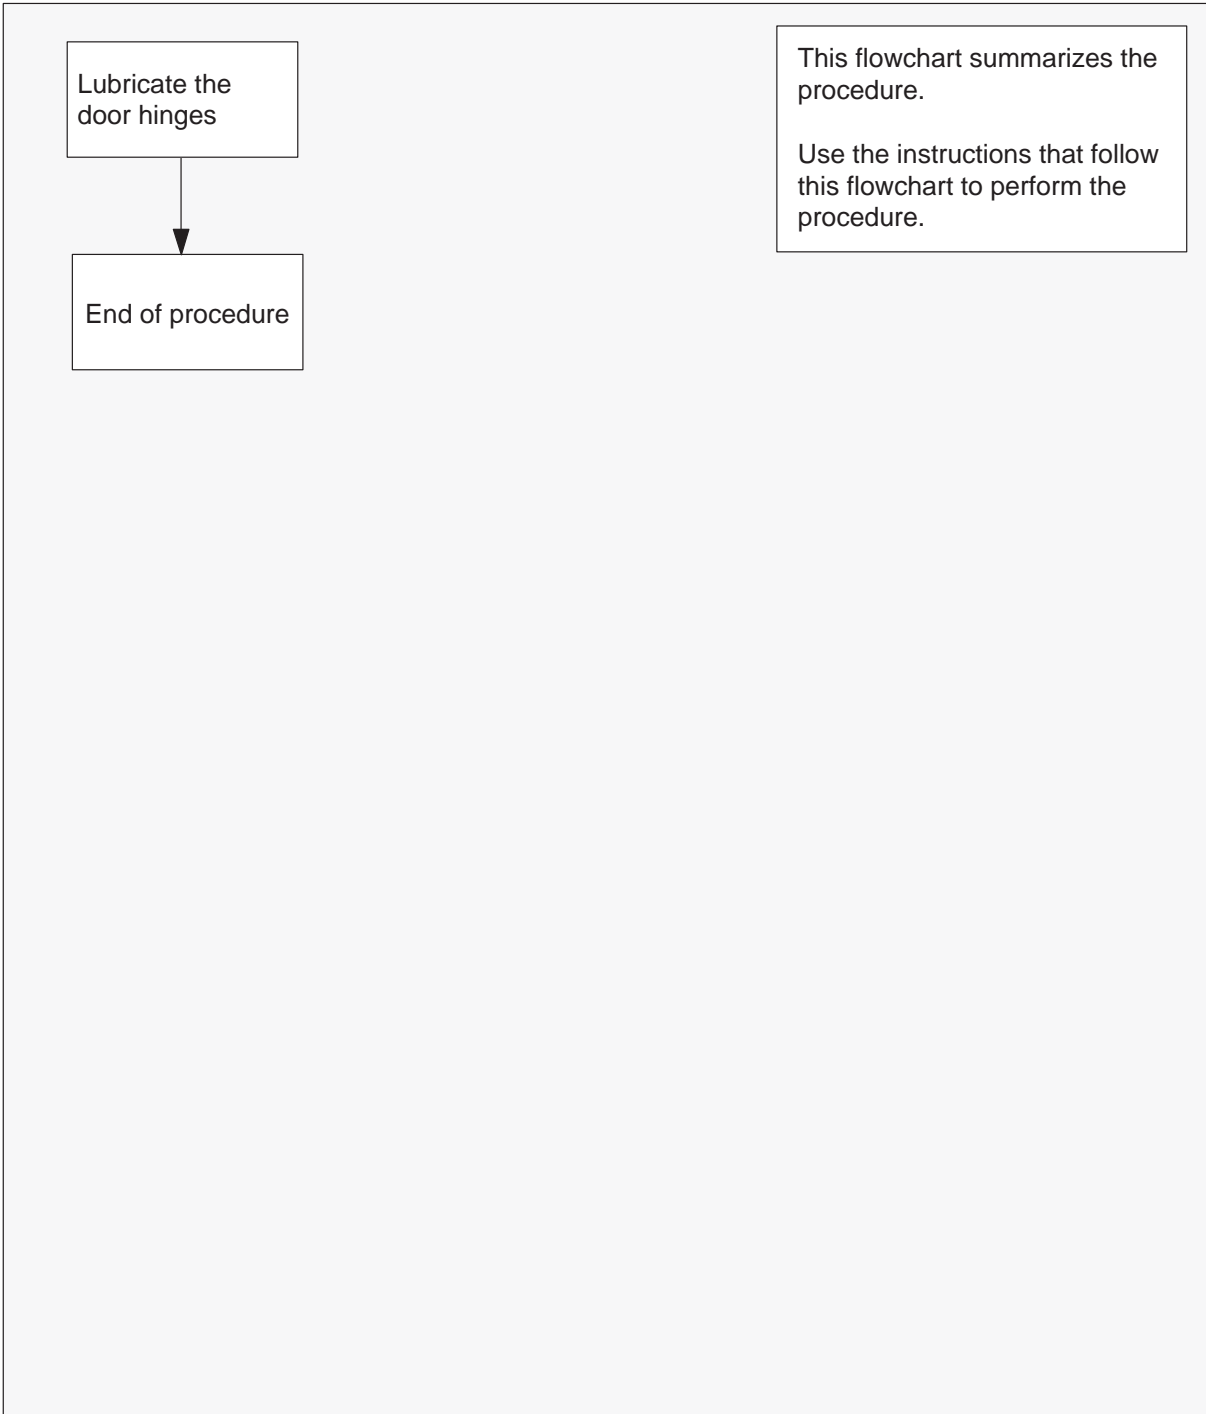 Lubricate the
door hinges
End of procedure
This flowchart summarizes the
procedure.
Use the instructions that follow
this flowchart to perform the
procedure.